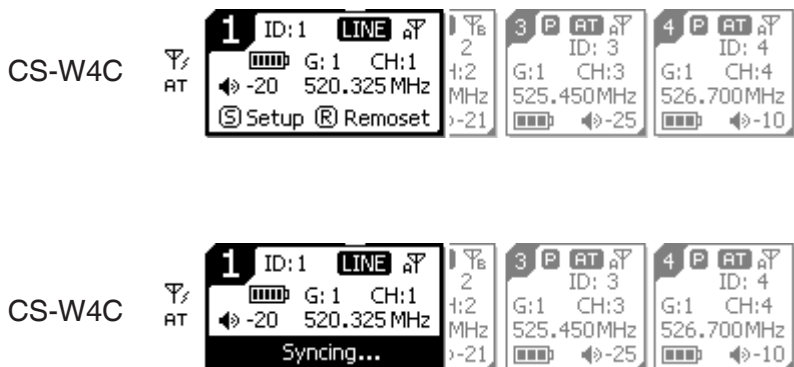 1 ID:1 LINE A 2 3 P AT A 4 P AT A
B ID: 3 ID: 4
CS-W4C G: 1 CH:1 H:2 G:1 CH:3 G:1 CH:4
AT -20 520.325 MHz MHz 525.450MHz 526.700MHz
S Setup R Remoset -21 -25 -10
1 ID:1 LINE A 2 3 P AT A 4 P AT A
B ID: 3 ID: 4
CS-W4C G: 1 CH:1 H:2 G:1 CH:3 G:1 CH:4
AT -20 520.325 MHz MHz 525.450MHz 526.700MHz
Syncing... -21 -25 -10